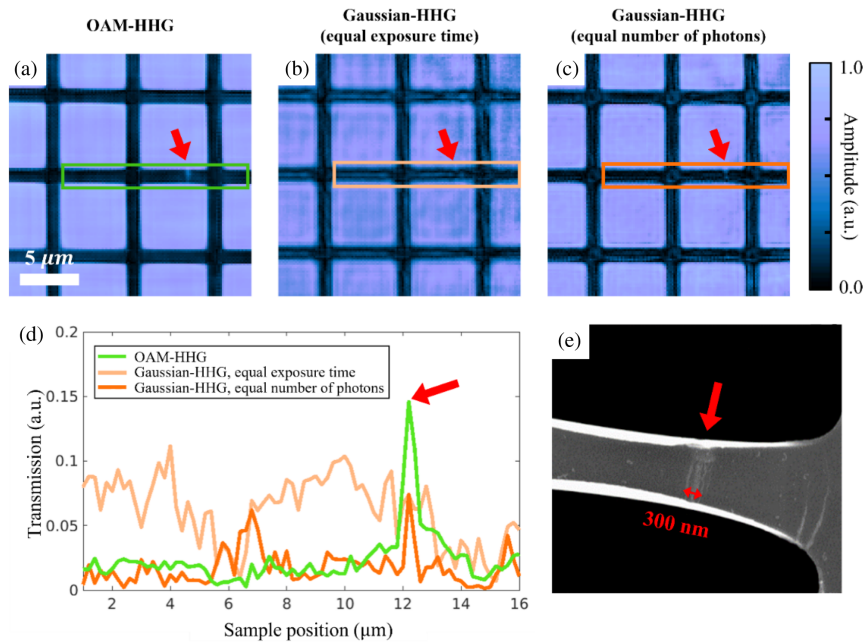 OAM-HHG
Gaussian-HHG
(equal exposure time)
Gaussian-HHG
(equal number of photons)
(a)
(b)
(c)
5 μm
1.0
Amplitude (a.u.)
0.0
(d)
0.2
0.15
0.1
0.05
0
Transmission (a.u.)
OAM-HHG
Gaussian-HHG, equal exposure time
Gaussian-HHG, equal number of photons
2 4 6 8 10 12 14 16
Sample position (μm)
(e)
300 nm